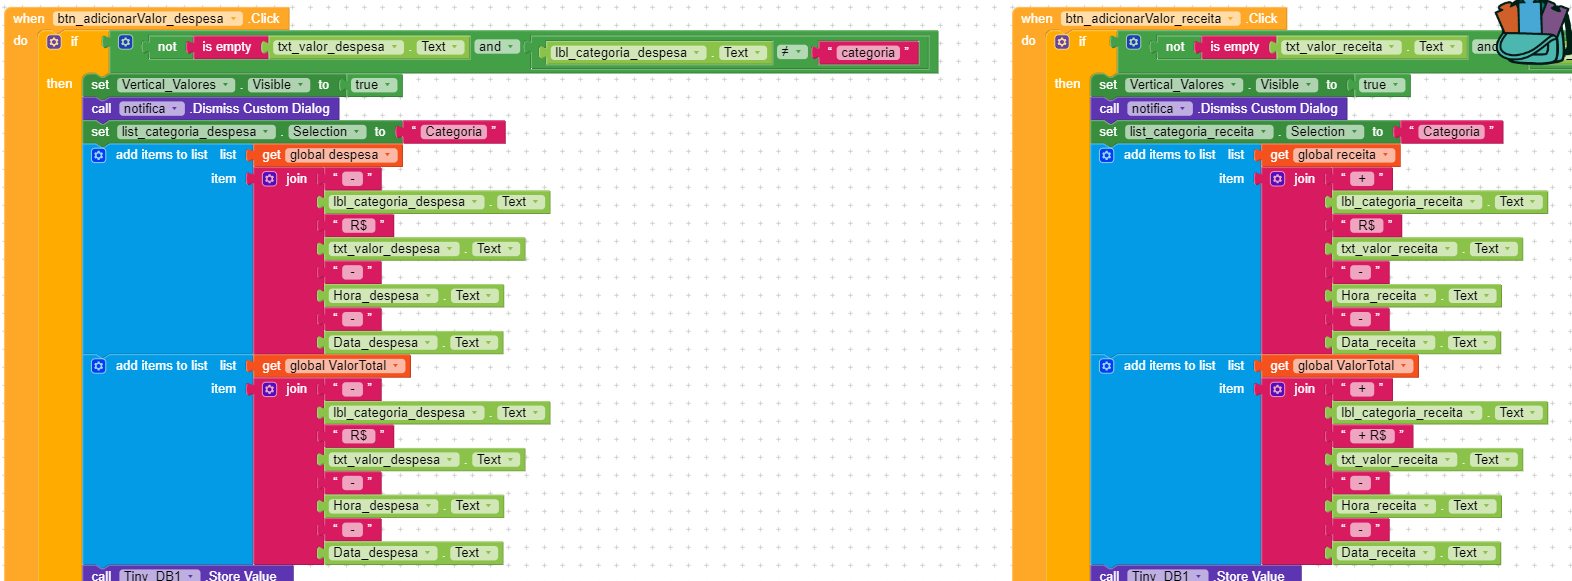 when btn_adicionarValor_despesa .Click
do if not is empty txt_valor_despesa . Text and lbl_categoria_despesa . Text ≠ " categoria "
then set Vertical_Valores . Visible to true
call notifica .Dismiss Custom Dialog
set list_categoria_despesa . Selection to " Categoria "
add items to list list get global despesa
item join " - "
lbl_categoria_despesa . Text
" R$ "
txt_valor_despesa . Text
" - "
Hora_despesa . Text
" - "
Data_despesa . Text
add items to list list get global ValorTotal
item join " - "
lbl_categoria_despesa . Text
" R$ "
txt_valor_despesa . Text
" - "
Hora_despesa . Text
" - "
Data_despesa . Text
call Tiny_DB1 .Store Value
when btn_adicionarValor_receita .Click
do if not is empty txt_valor_receita . Text and
then set Vertical_Valores . Visible to true
call notifica .Dismiss Custom Dialog
set list_categoria_receita . Selection to " Categoria "
add items to list list get global receita
item join " + "
lbl_categoria_receita . Text
" R$ "
txt_valor_receita . Text
" - "
Hora_receita . Text
" - "
Data_receita . Text
add items to list list get global ValorTotal
item join " + "
lbl_categoria_receita . Text
" + R$ "
txt_valor_receita . Text
" - "
Hora_receita . Text
" - "
Data_receita . Text
call Tiny_DB1 .Store Value